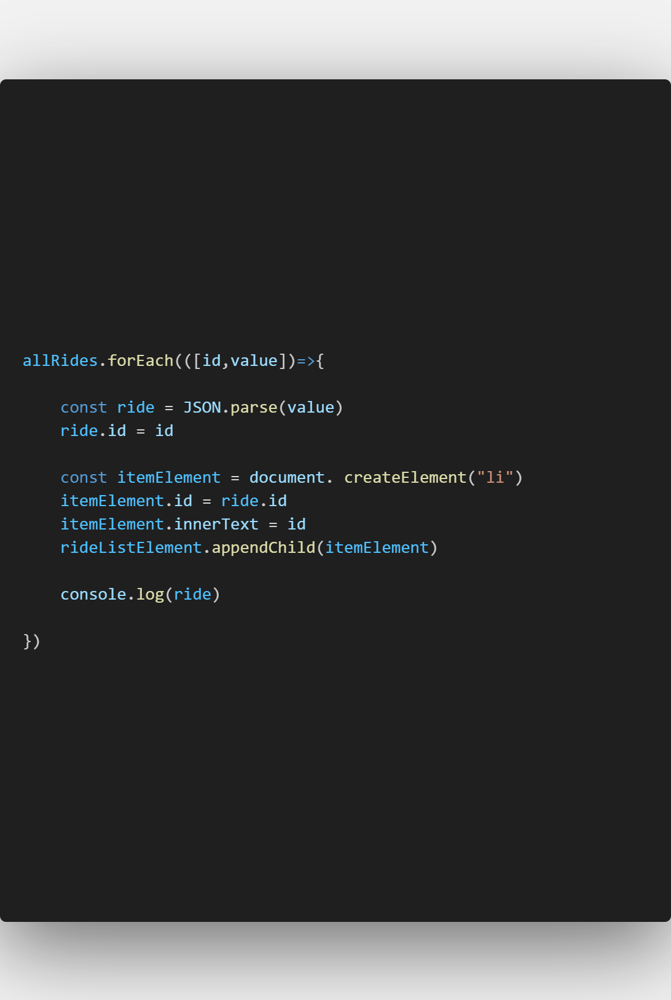 allRides.forEach(([id,value])=>{
const ride = JSON.parse(value)
ride.id = id
const itemElement = document. createElement("li")
itemElement.id = ride.id
itemElement.innerText = id
rideListElement.appendChild(itemElement)
console.log(ride)
})